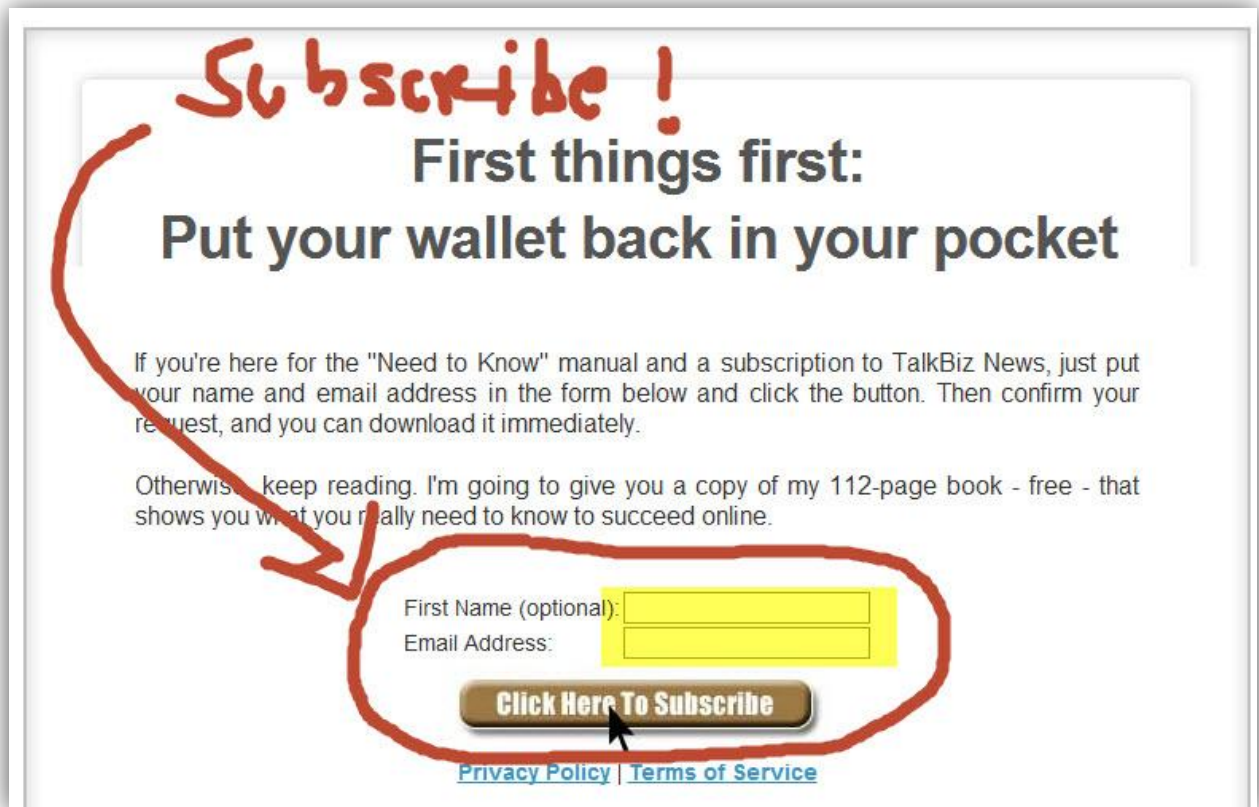 Subscribe!
First things first:
Put your wallet back in your pocket
If you're here for the "Need to Know" manual and a subscription to TalkBiz News, just put
your name and email address in the form below and click the button. Then confirm your
request, and you can download it immediately.
Otherwise, keep reading. I'm going to give you a copy of my 112-page book - free - that
shows you what you really need to know to succeed online.
First Name (optional):
Email Address:
Click Here To Subscribe
Privacy Policy | Terms of Service